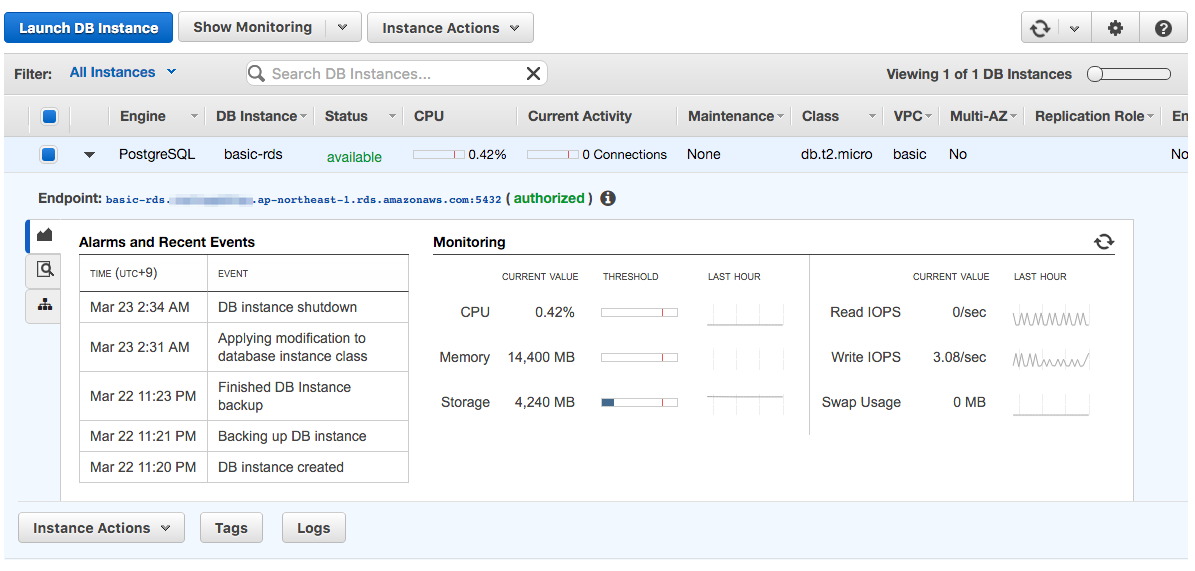 Launch DB Instance Show Monitoring Instance Actions
Filter: All Instances Search DB Instances... Viewing 1 of 1 DB Instances
Engine DB Instance Status CPU Current Activity Maintenance Class VPC Multi-AZ Replication Role En
PostgreSQL basic-rds available 0.42% 0 Connections None db.t2.micro basic No No
Endpoint: basic-rds. .ap-northeast-1.rds.amazonaws.com:5432 ( authorized )
Alarms and Recent Events
TIME (UTC+9) EVENT
Mar 23 2:34 AM DB instance shutdown
Mar 23 2:31 AM Applying modification to
database instance class
Mar 22 11:23 PM Finished DB Instance
backup
Mar 22 11:21 PM Backing up DB instance
Mar 22 11:20 PM DB instance created
Monitoring
CURRENT VALUE THRESHOLD LAST HOUR CURRENT VALUE LAST HOUR
CPU 0.42% Read IOPS 0/sec
Memory 14,400 MB Write IOPS 3.08/sec
Storage 4,240 MB Swap Usage 0 MB
Instance Actions Tags Logs